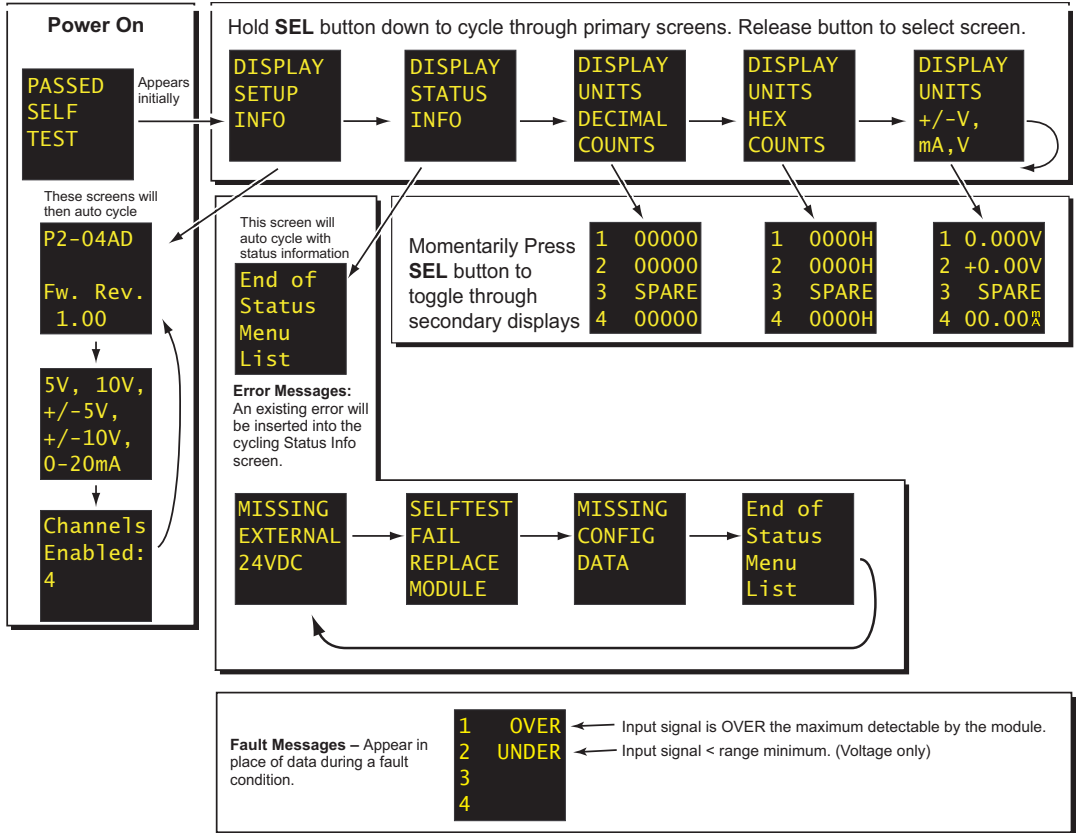 Power On
PASSED
SELF
TEST
Appears
initially
These screens will
then auto cycle
P2-04AD
Fw. Rev.
1.00
5V, 10V,
+/-5V,
+/-10V,
0-20mA
Channels
Enabled:
4
Hold SEL button down to cycle through primary screens. Release button to select screen.
DISPLAY
SETUP
INFO
DISPLAY
STATUS
INFO
DISPLAY
UNITS
DECIMAL
COUNTS
DISPLAY
UNITS
HEX
COUNTS
DISPLAY
UNITS
+/-V,
mA,V
This screen will
auto cycle with
status information
End of
Status
Menu
List
Error Messages:
An existing error will
be inserted into the
cycling Status Info
screen.
Momentarily Press
SEL button to
toggle through
secondary displays
1 00000
2 00000
3 SPARE
4 00000
1 0000H
2 0000H
3 SPARE
4 0000H
1 0.000V
2 +0.00V
3 SPARE
4 00.00mA
MISSING
EXTERNAL
24VDC
SELFTEST
FAIL
REPLACE
MODULE
MISSING
CONFIG
DATA
End of
Status
Menu
List
Fault Messages – Appear in
place of data during a fault
condition.
1 OVER
2 UNDER
3
4
Input signal is OVER the maximum detectable by the module.
Input signal < range minimum. (Voltage only)